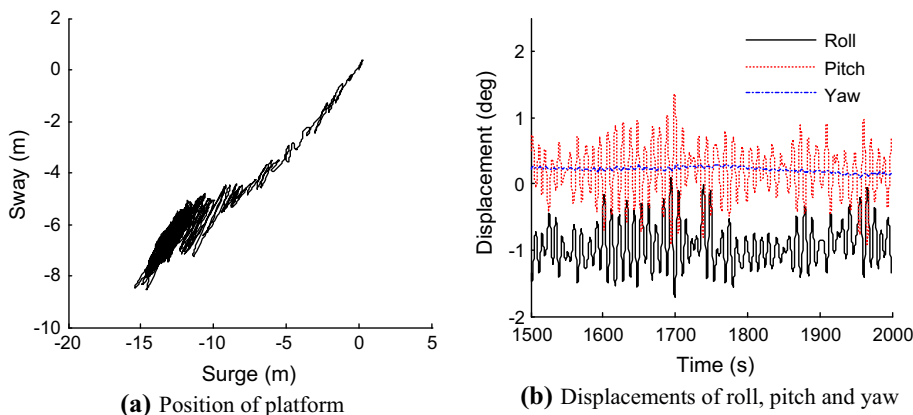 2
0
-2
-4
-6
-8
-10
Sway (m)
-20
-15
-10
-5
0
5
Surge (m)
(a) Position of platform
2
1
0
-1
-2
Displacement (deg)
Roll
Pitch
Yaw
1500
1600
1700
1800
1900
2000
Time (s)
(b) Displacements of roll, pitch and yaw